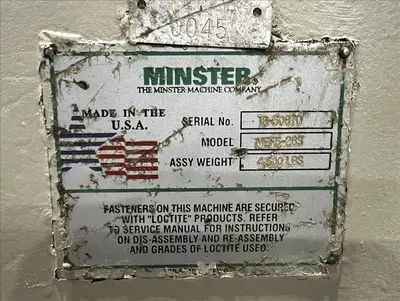 0045
MINSTER
THE MINSTER MACHINE COMPANY
MADE IN THE
U.S.A.
SERIAL No.
MODEL
ASSY WEIGHT LBS
FASTENERS ON THIS MACHINE ARE SECURED
WITH "LOCTITE" PRODUCTS. REFER
TO SERVICE MANUAL FOR INSTRUCTIONS
ON DIS-ASSEMBLY AND RE-ASSEMBLY
AND GRADES OF LOCTITE USED.